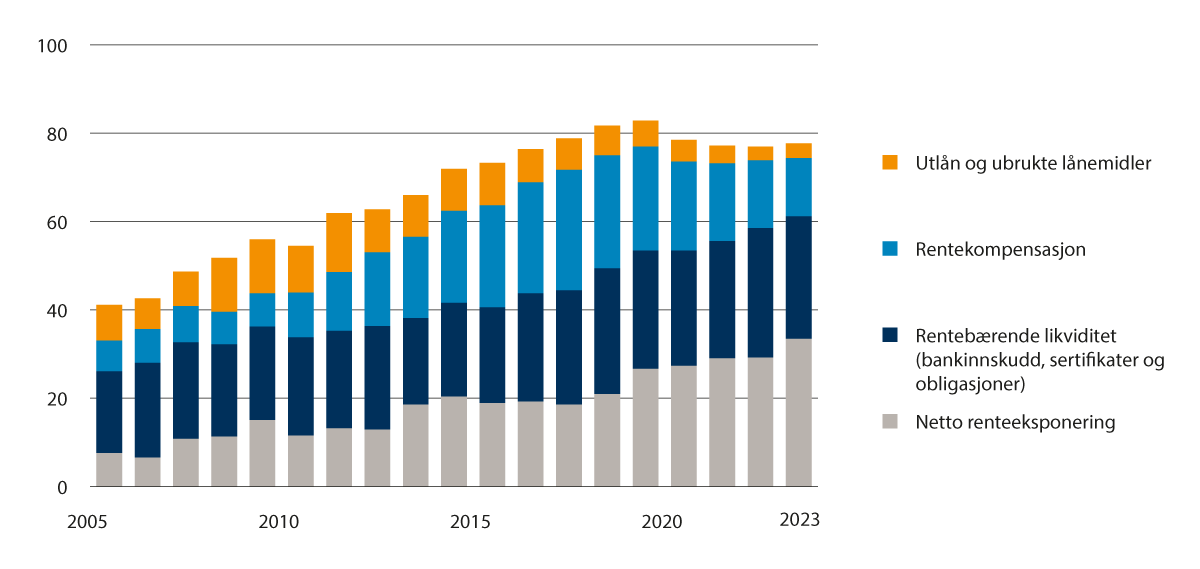 100
80
60
40
20
0
2005
2010
2015
2020
2023
Utlån og ubrukte lånemidler
Rentekompensasjon
Rentebærende likviditet
(bankinnskudd, sertifikater og
obligasjoner)
Netto renteeksponering